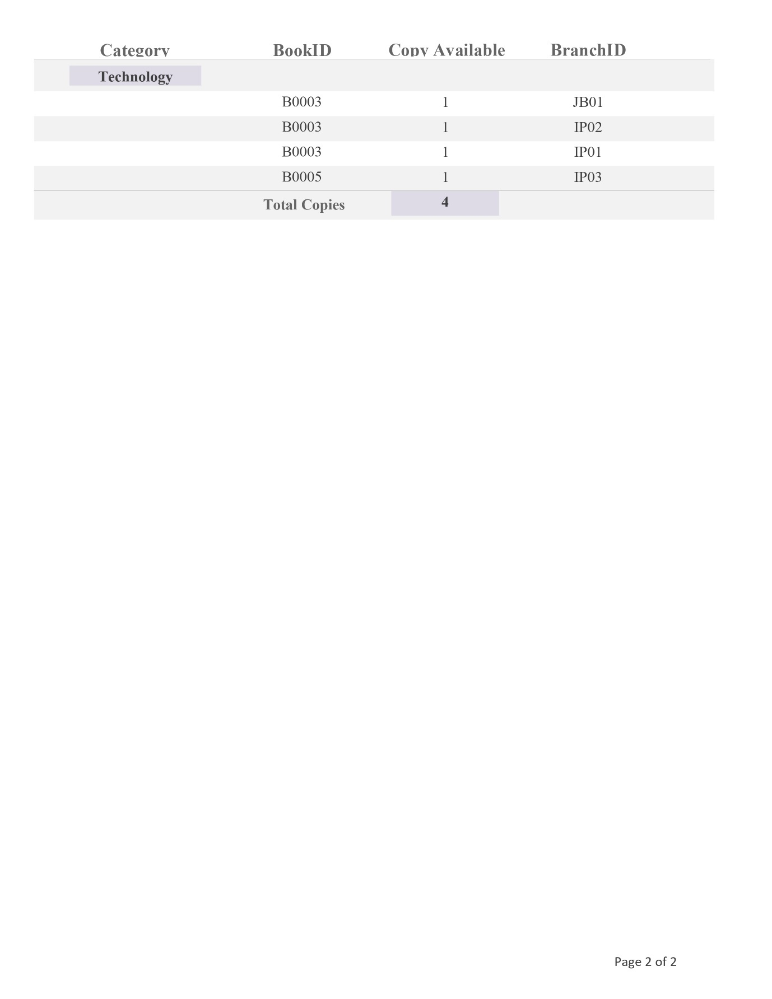 Category BookID Copy Available BranchID
Technology
B0003 1 JB01
B0003 1 IP02
B0003 1 IP01
B0005 1 IP03
Total Copies 4
Page 2 of 2